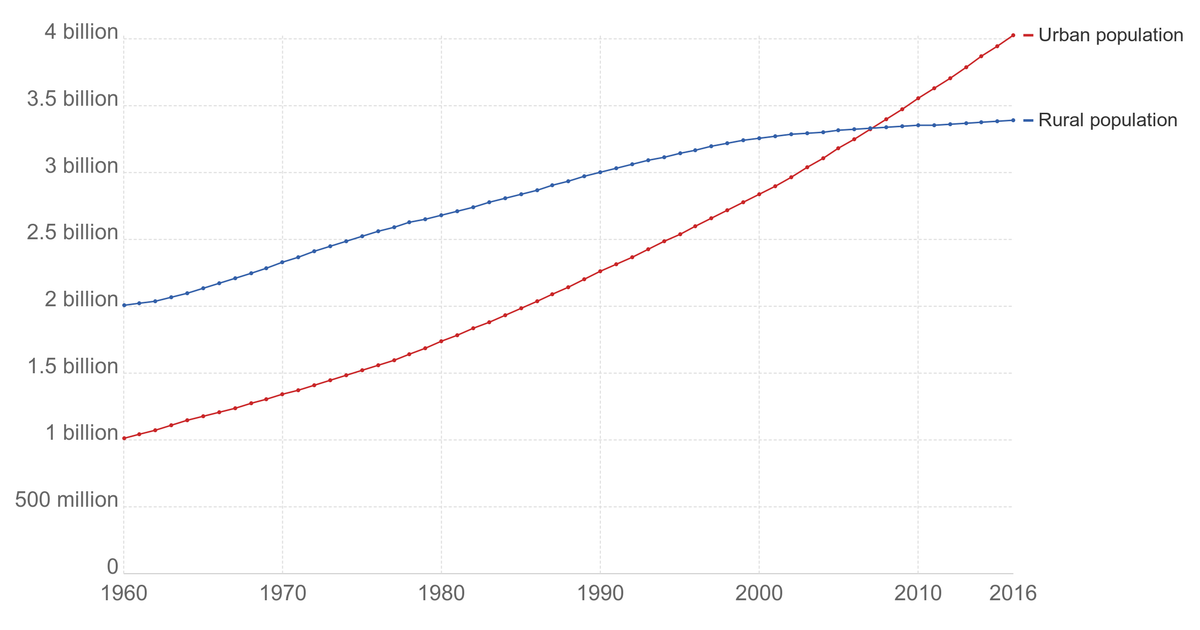 4 billion
3.5 billion
3 billion
2.5 billion
2 billion
1.5 billion
1 billion
500 million
0
1960 1970 1980 1990 2000 2010 2016
Urban population
Rural population